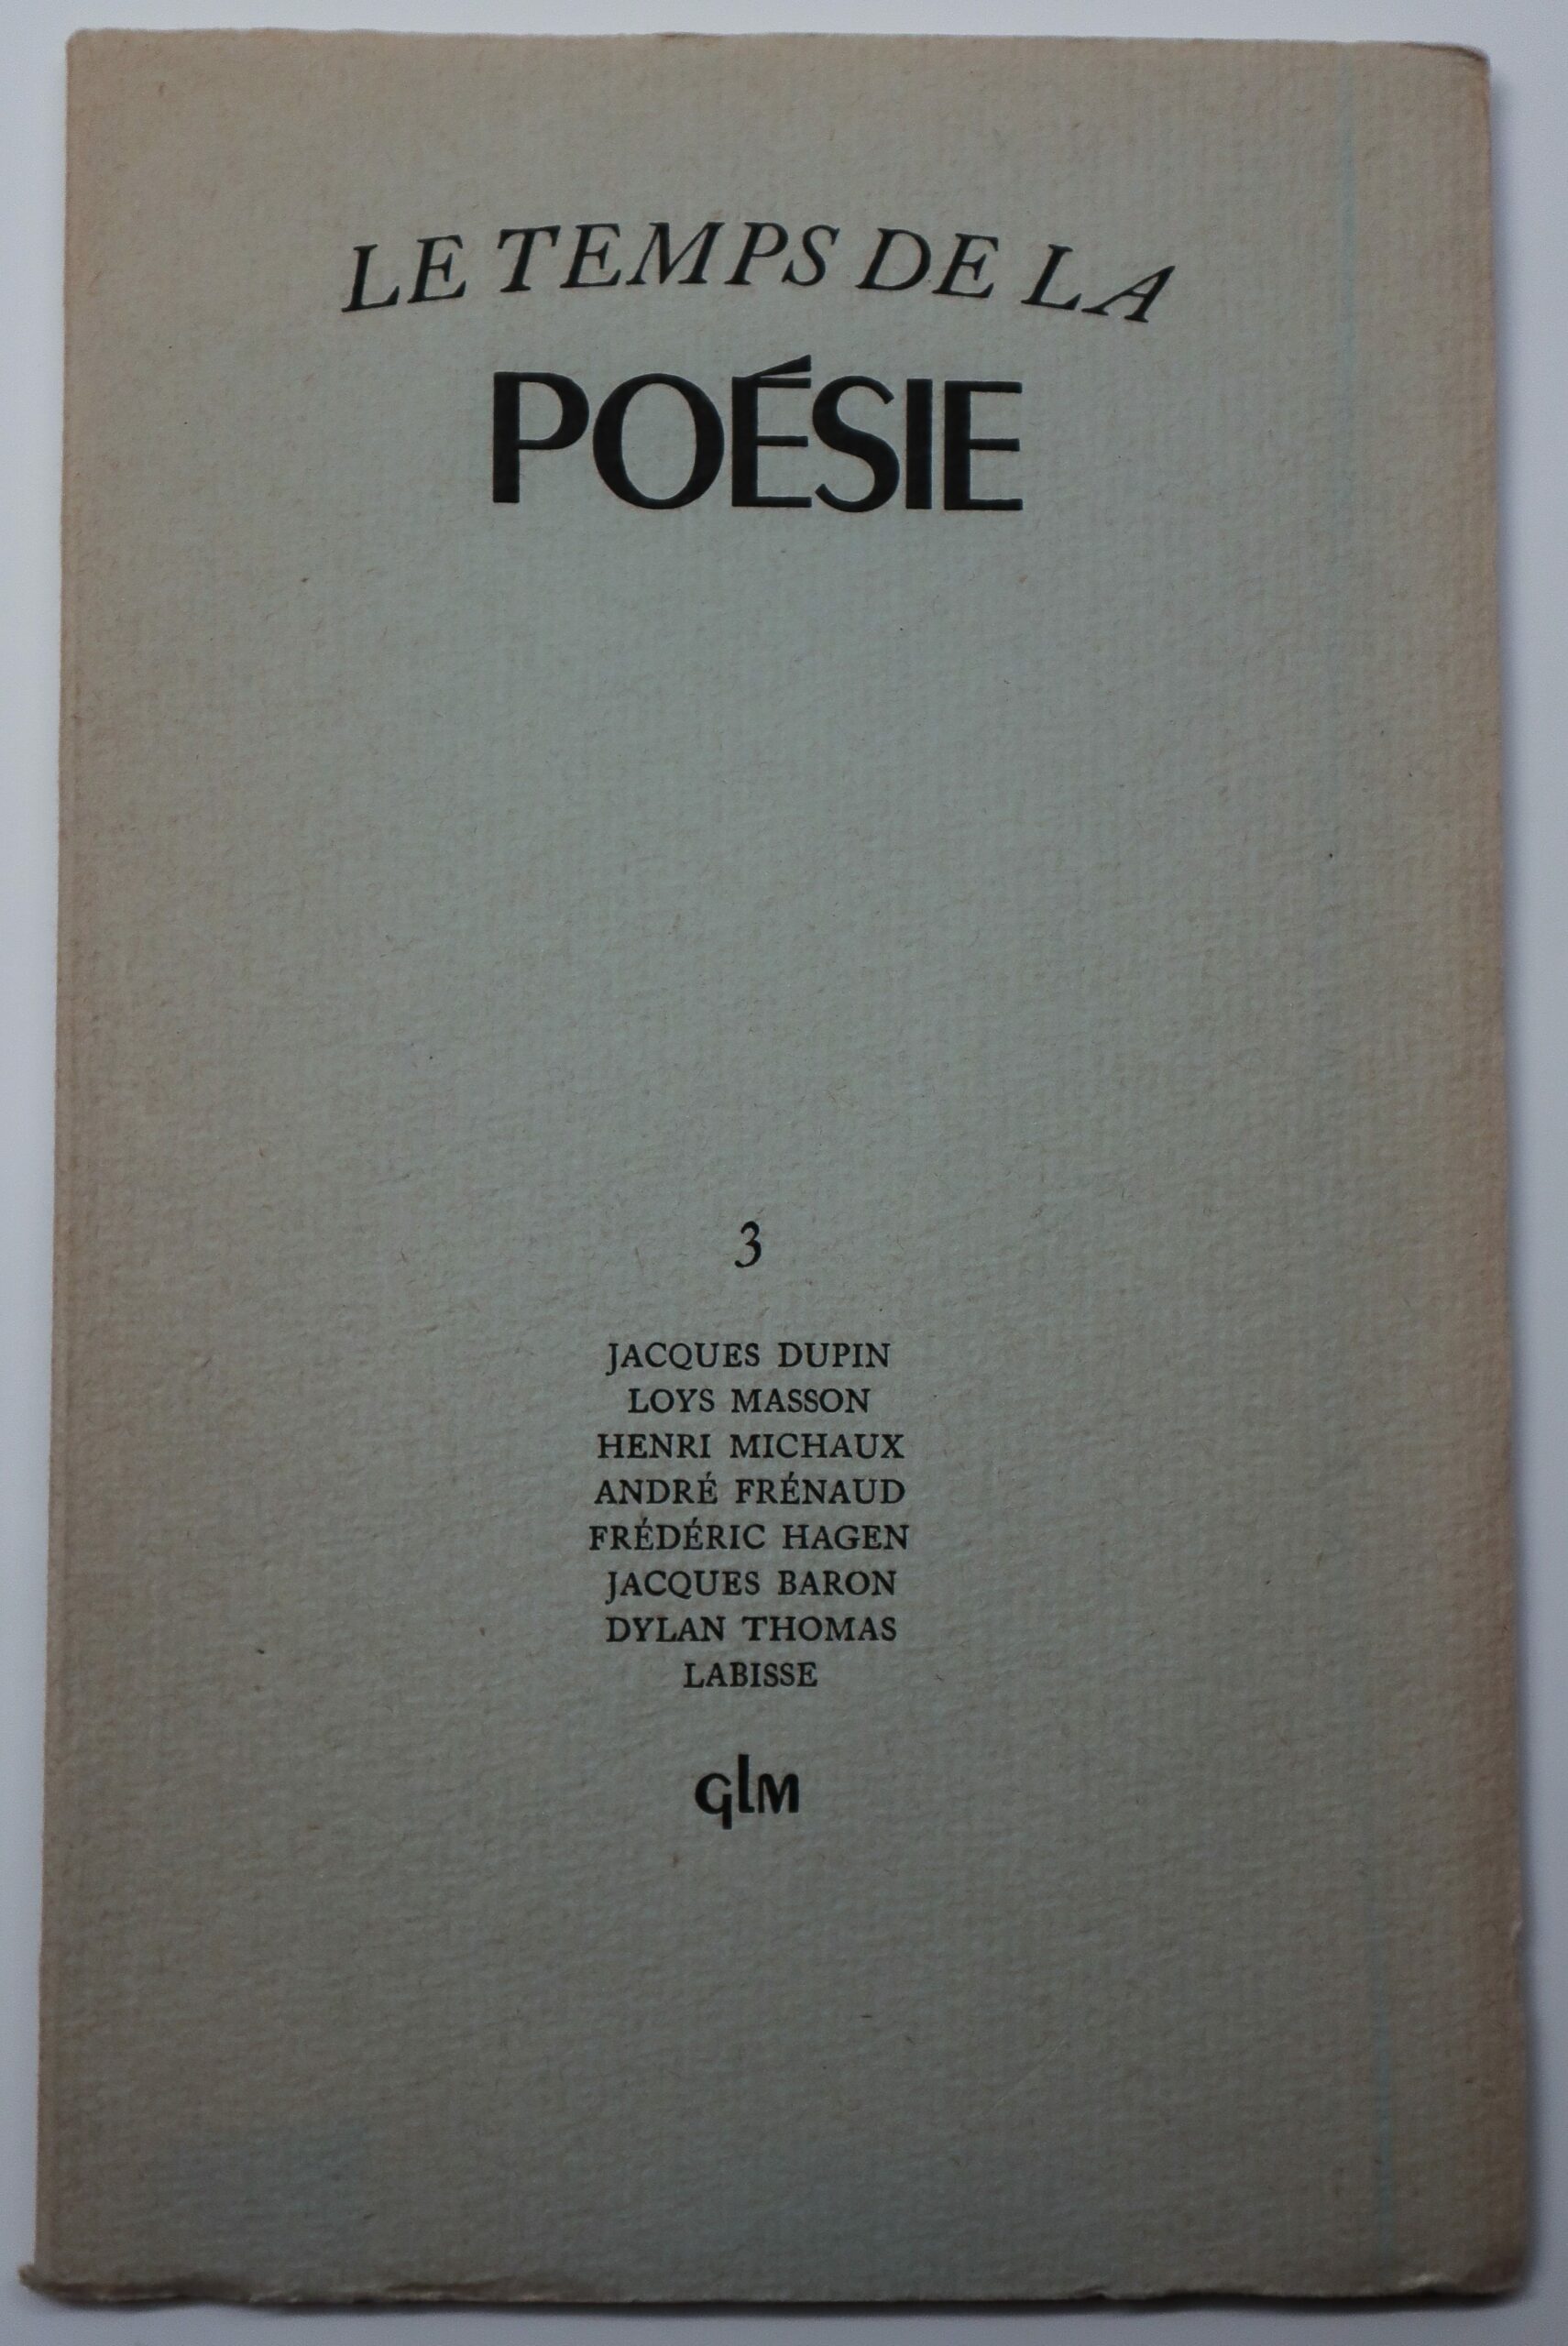 LE TEMPS DE LA
POÉSIE
3
JACQUES DUPIN
LOYS MASSON
HENRI MICHAUX
ANDRÉ FRÉNAUD
FRÉDÉRIC HAGEN
JACQUES BARON
DYLAN THOMAS
LABISSE
GLM